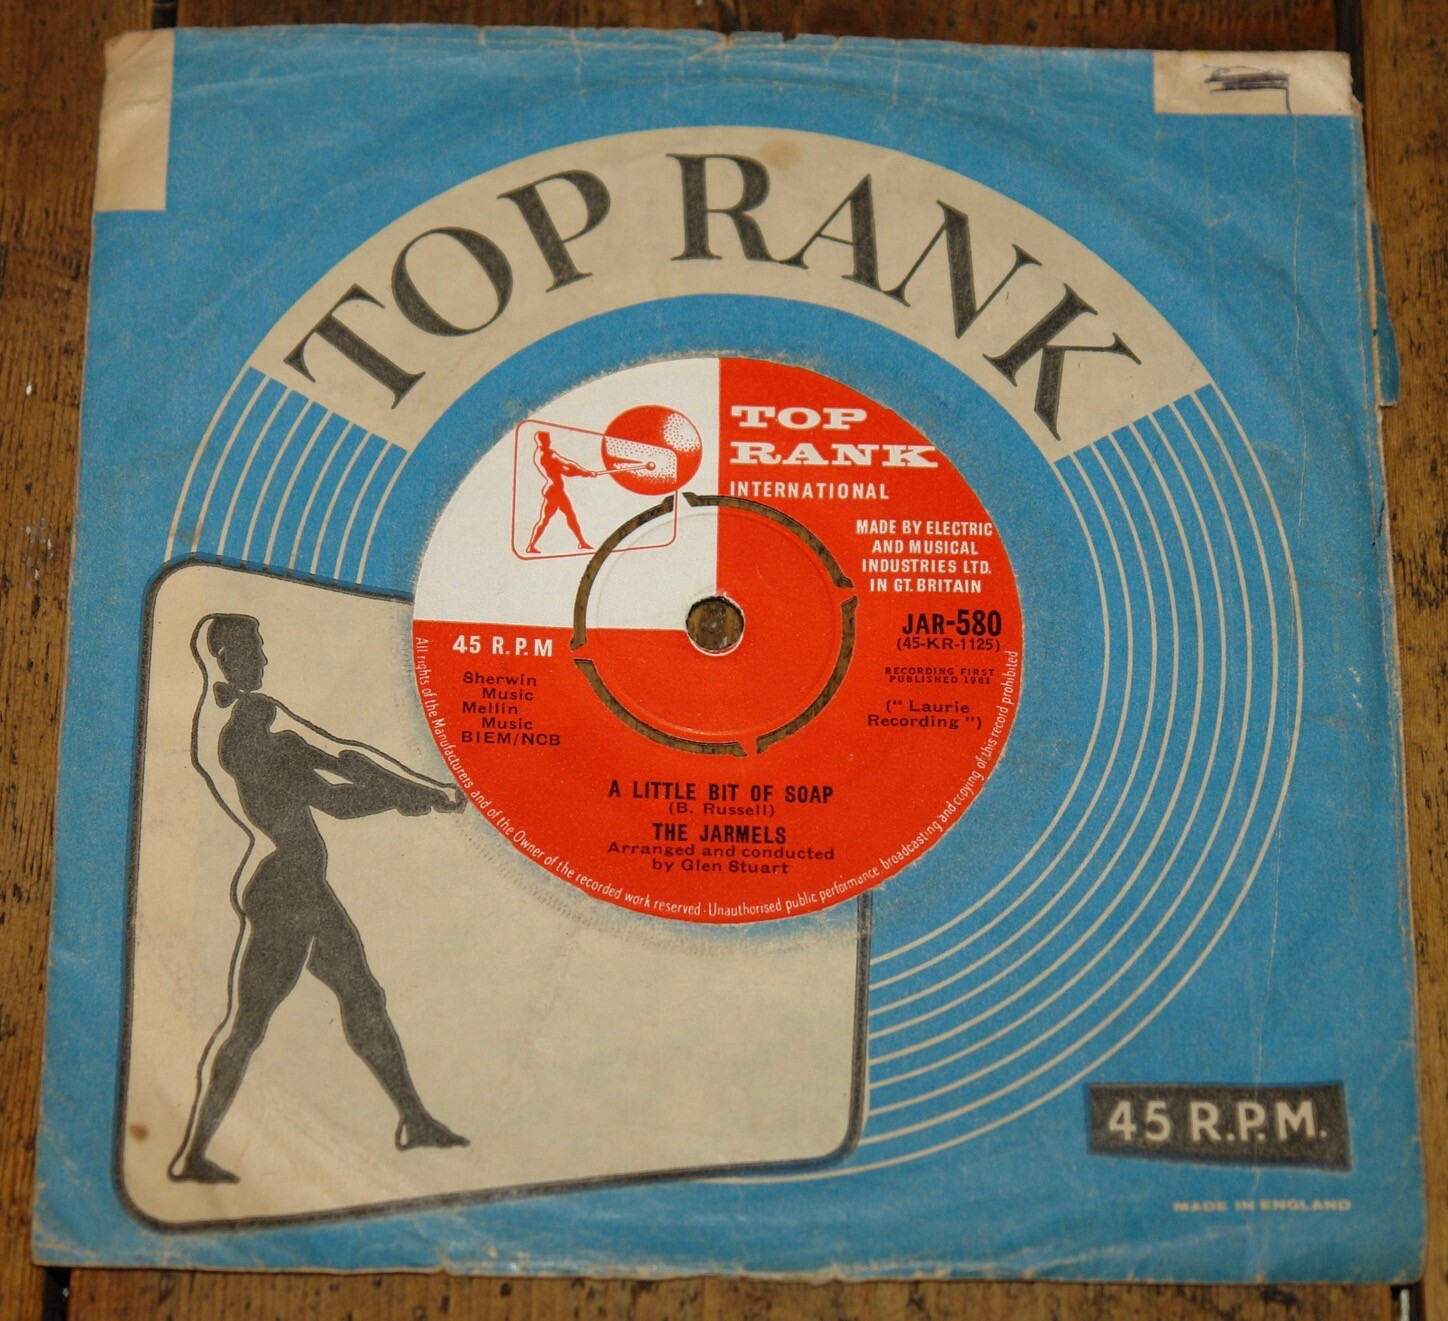 TOP RANK
TOP
RANK
INTERNATIONAL
MADE BY ELECTRIC
AND MUSICAL
INDUSTRIES LTD.
IN GT. BRITAIN
JAR-580
(45-KR-1125)
RECORDING FIRST
PUBLISHED 1961
(" Laurie
Recording ")
45 R.P.M
Sherwin
Music
Mellin
Music
BIEM/NCB
A LITTLE BIT OF SOAP
(B. Russell)
THE JARMELS
Arranged and conducted
by Glen Stuart
All rights of the Manufacturers and of the Owner of the recorded work reserved · Unauthorised public performance broadcasting and copying of this record prohibited
45 R.P.M.
MADE IN ENGLAND